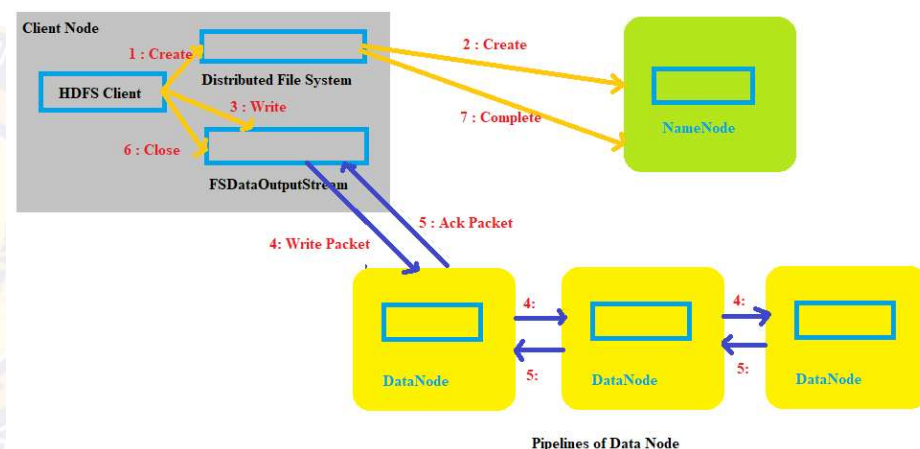 Client Node
1 : Create
2 : Create
HDFS Client
Distributed File System
3 : Write
7 : Complete
NameNode
6 : Close
FSDataOutputStream
5 : Ack Packet
4: Write Packet
4:
4:
5:
5:
DataNode
DataNode
DataNode
Pipelines of Data Node